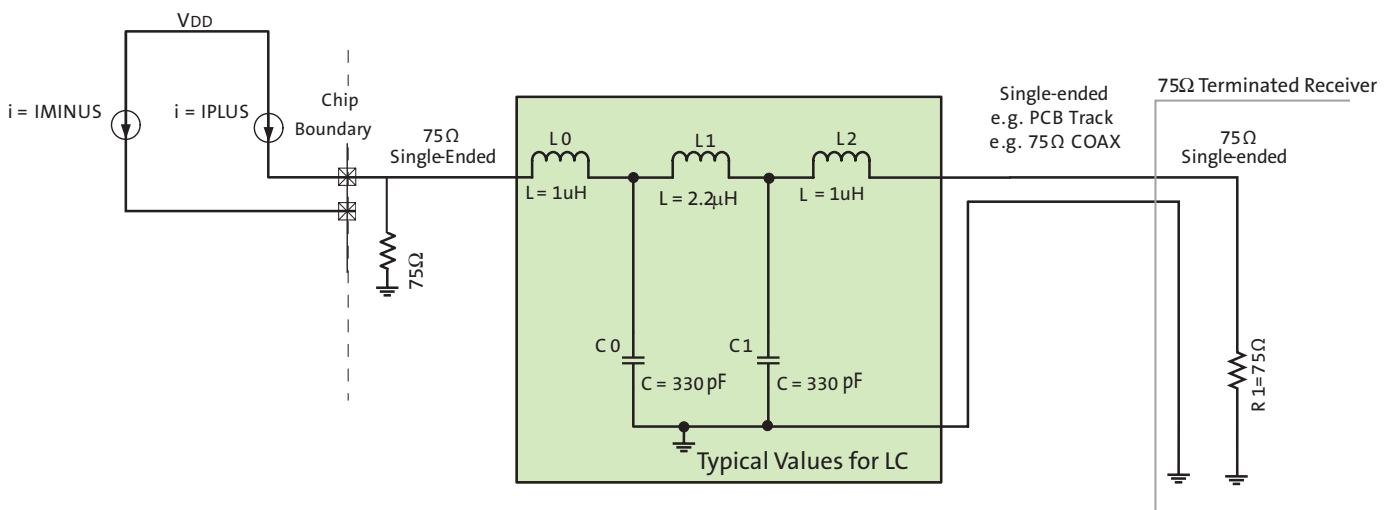 VDD
i = IMINUS
i = IPLUS
Chip
Boundary
75Ω
Single-Ended
75Ω
L0
L = 1uH
L1
L = 2.2µH
L2
L = 1uH
C0
C = 330 pF
C1
C = 330 pF
Typical Values for LC
Single-ended
e.g. PCB Track
e.g. 75Ω COAX
75Ω Terminated Receiver
75Ω
Single-ended
R1=75Ω